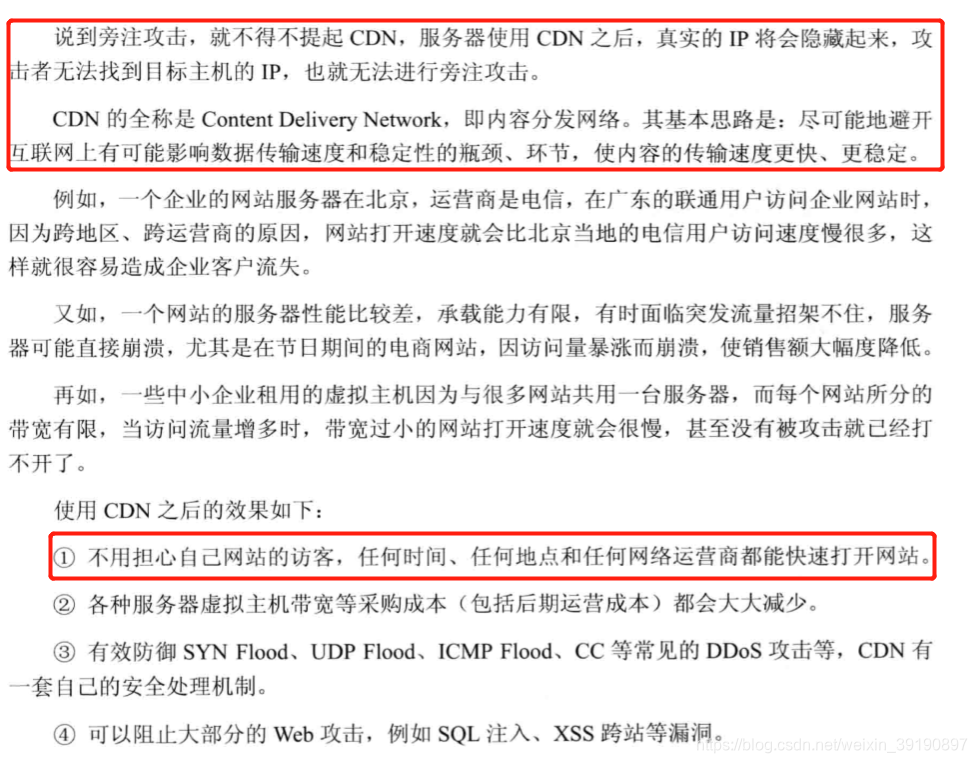 说到旁注攻击，就不得不提起 CDN，服务器使用 CDN 之后，真实的 IP 将会隐藏起来，攻
击者无法找到目标主机的 IP，也就无法进行旁注攻击。
CDN 的全称是 Content Delivery Network，即内容分发网络。其基本思路是：尽可能地避开
互联网上有可能影响数据传输速度和稳定性的瓶颈、环节，使内容的传输速度更快、更稳定。
例如，一个企业的网站服务器在北京，运营商是电信，在广东的联通用户访问企业网站时，
因为跨地区、跨运营商的原因，网站打开速度就会比北京当地的电信用户访问速度慢很多，这
样就很容易造成企业客户流失。
又如，一个网站的服务器性能比较差，承载能力有限，有时面临突发流量招架不住，服务
器可能直接崩溃，尤其是在节日期间的电商网站，因访问量暴涨而崩溃，使销售额大幅度降低。
再如，一些中小企业租用的虚拟主机因为与很多网站共用一台服务器，而每个网站所分的
带宽有限，当访问流量增多时，带宽过小的网站打开速度就会很慢，甚至没有被攻击就已经打
不开了。
使用 CDN 之后的效果如下：
① 不用担心自己网站的访客，任何时间、任何地点和任何网络运营商都能快速打开网站。
② 各种服务器虚拟主机带宽等采购成本（包括后期运营成本）都会大大减少。
③ 有效防御 SYN Flood、UDP Flood、ICMP Flood、CC 等常见的 DDoS 攻击等，CDN 有
一套自己的安全处理机制。
④ 可以阻止大部分的 Web 攻击，例如 SQL 注入、XSS 跨站等漏洞。
https://blog.csdn.net/weixin_39190897